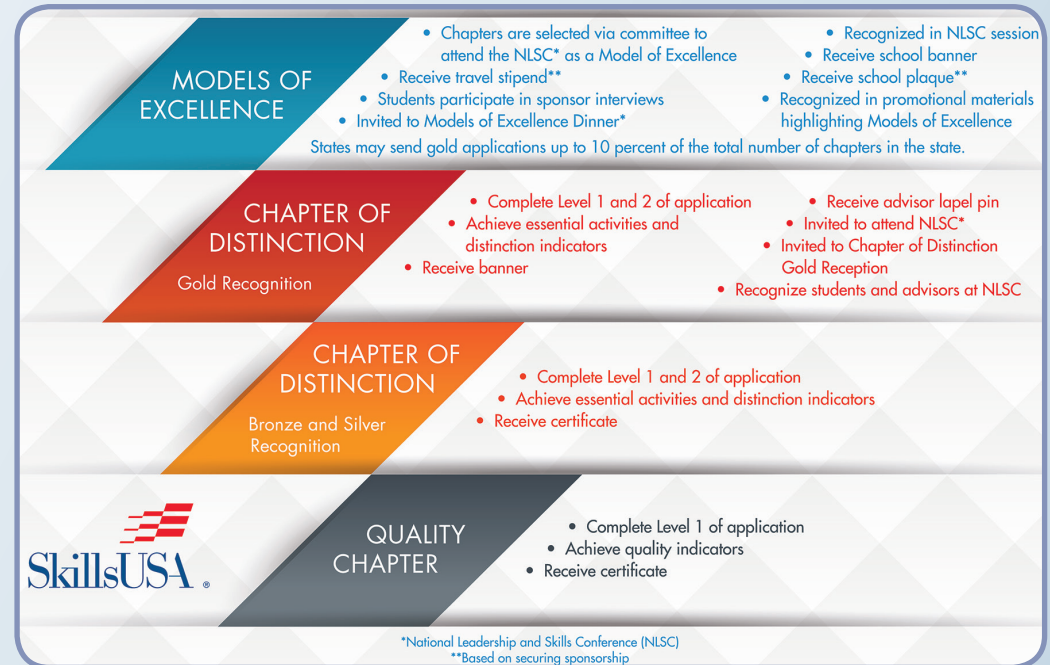 MODELS OF
EXCELLENCE
• Chapters are selected via committee to
attend the NLSC* as a Model of Excellence
• Receive travel stipend**
• Students participate in sponsor interviews
• Invited to Models of Excellence Dinner*
• Recognized in NLSC session
• Receive school banner
• Receive school plaque**
• Recognized in promotional materials
highlighting Models of Excellence
States may send gold applications up to 10 percent of the total number of chapters in the state.
CHAPTER OF
DISTINCTION
Gold Recognition
• Complete Level 1 and 2 of application
• Achieve essential activities and
distinction indicators
• Receive banner
• Receive advisor lapel pin
• Invited to attend NLSC*
• Invited to Chapter of Distinction
Gold Reception
• Recognize students and advisors at NLSC
CHAPTER OF
DISTINCTION
Bronze and Silver
Recognition
• Complete Level 1 and 2 of application
• Achieve essential activities and distinction indicators
• Receive certificate
SkillsUSA®
QUALITY
CHAPTER
• Complete Level 1 of application
• Achieve quality indicators
• Receive certificate
*National Leadership and Skills Conference (NLSC)
**Based on securing sponsorship